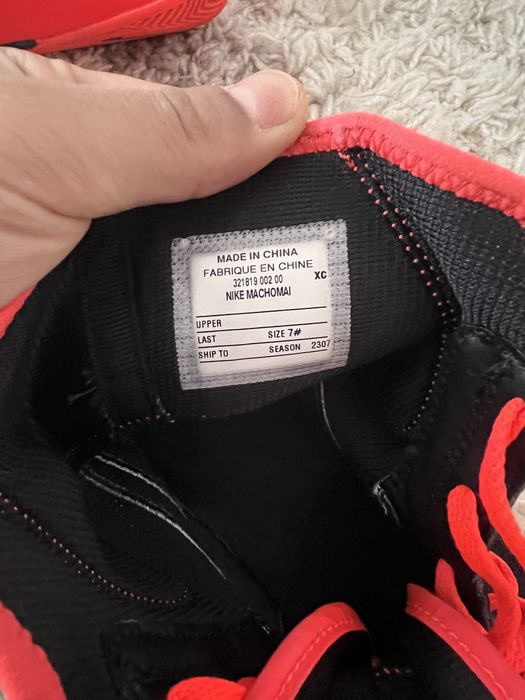 MADE IN CHINA
FABRIQUE EN CHINE
321819 002 00 XC
NIKE MACHOMAI
UPPER
LAST SIZE 7#
SHIP TO SEASON 2307